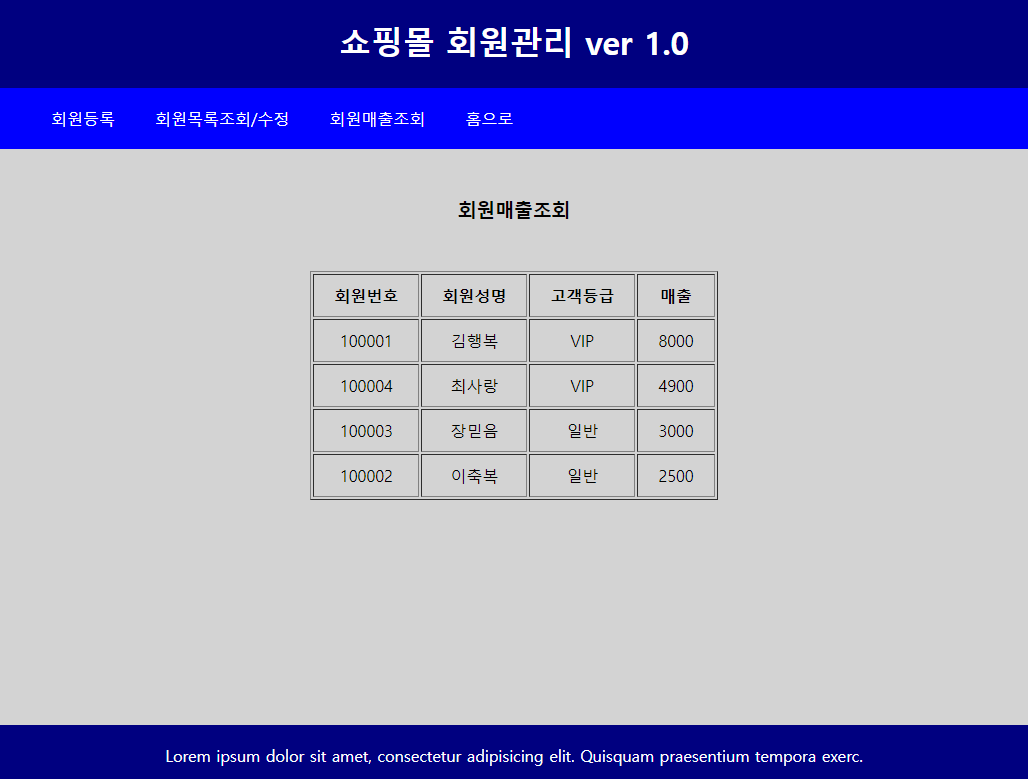 쇼핑몰 회원관리 ver 1.0
회원등록 회원목록조회/수정 회원매출조회 홈으로
회원매출조회
회원번호 회원성명 고객등급 매출
100001 김행복 VIP 8000
100004 최사랑 VIP 4900
100003 장믿음 일반 3000
100002 이축복 일반 2500
Lorem ipsum dolor sit amet, consectetur adipisicing elit. Quisquam praesentium tempora exerc.